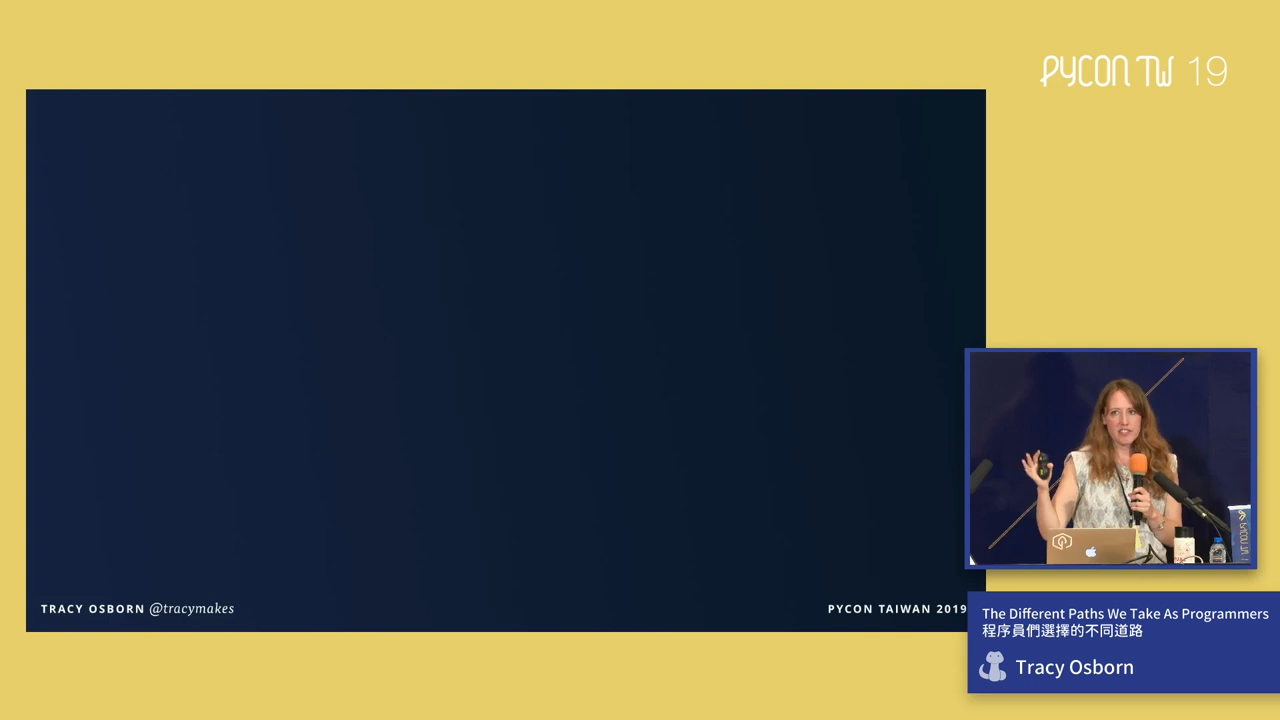 PYCON TW 19
TRACY OSBORN @tracymakes
PYCON TAIWAN 2019
The Different Paths We Take As Programmers
程序員們選擇的不同道路
Tracy Osborn